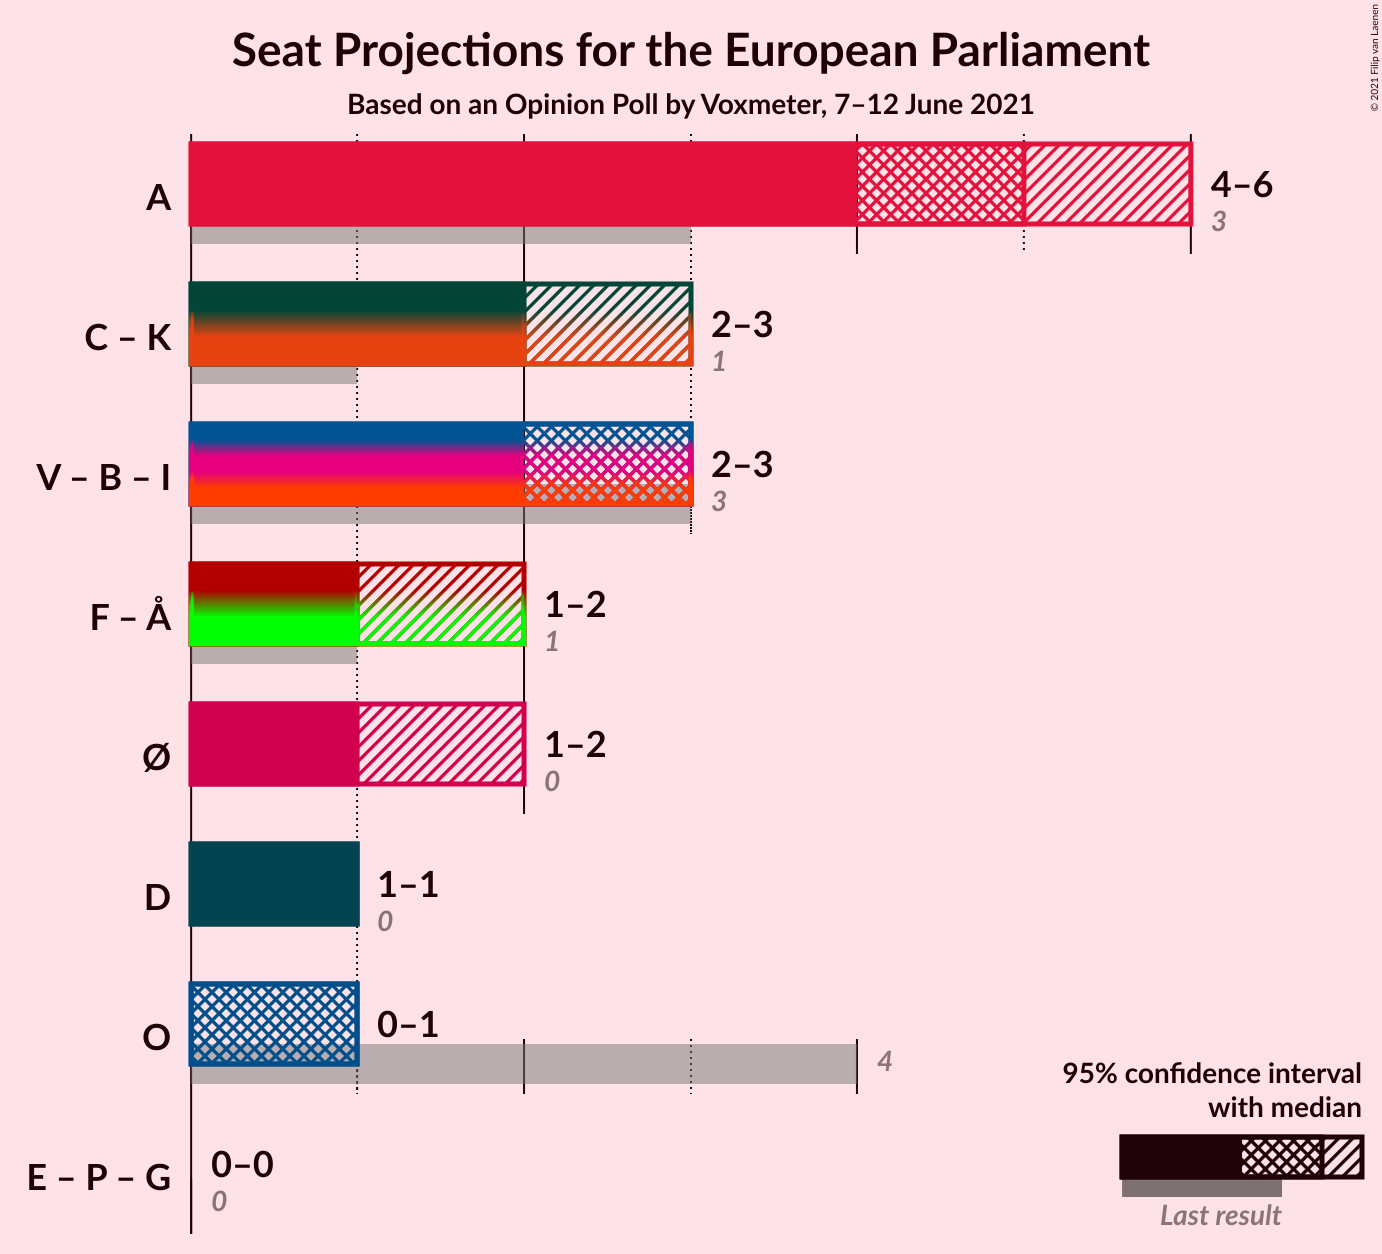 Seat Projections for the European Parliament
Based on an Opinion Poll by Voxmeter, 7–12 June 2021
© 2021 Filip van Laenen
A
4–6
3
C – K
2–3
1
V – B – I
2–3
3
F – Å
1–2
1
Ø
1–2
0
D
1–1
0
O
0–1
4
E – P – G
0–0
0
95% confidence interval
with median
Last result